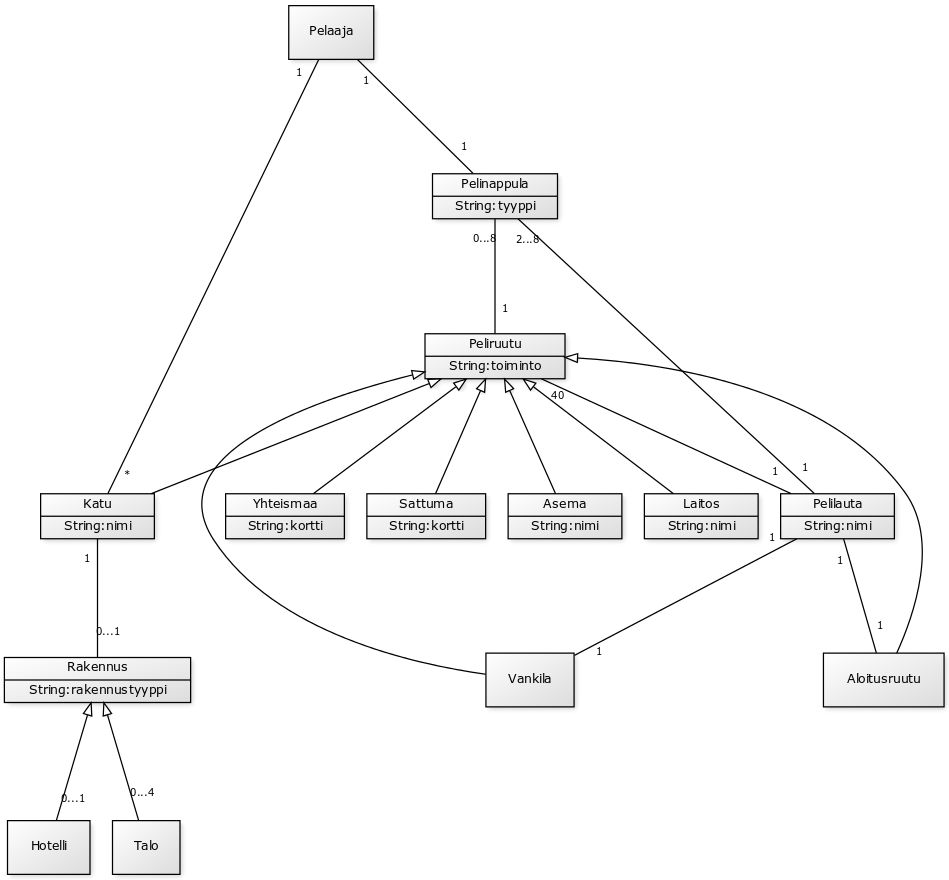 Pelaaja
1
1
1
Pelinappula
String:tyyppi
0...8
2...8
1
Peliruutu
String:toiminto
40
*
1
1
Katu
String:nimi
Yhteismaa
String:kortti
Sattuma
String:kortti
Asema
String:nimi
Laitos
String:nimi
Pelilauta
String:nimi
1
1
1
0...1
1
1
Rakennus
String:rakennustyyppi
Vankila
Aloitusruutu
0...1
0...4
Hotelli
Talo